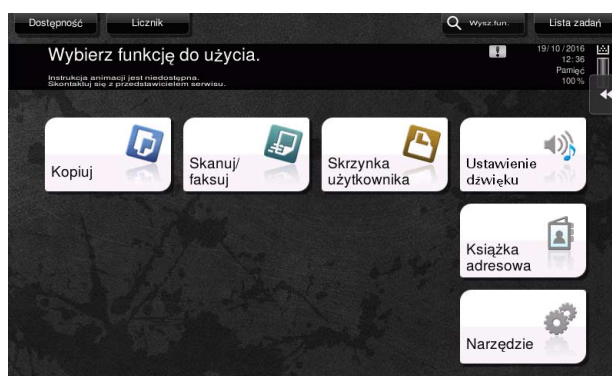 Dostępność
Licznik
Wysz.fun.
Lista zadań
Wybierz funkcję do użycia.
Instrukcja animacji jest niedostępna.
Skontaktuj się z przedstawicielem serwisu.
19/10/2016
12:36
Pamięć
100%
Kopiuj
Skanuj/
faksuj
Skrzynka
użytkownika
Ustawienie
dźwięku
Książka
adresowa
Narzędzie